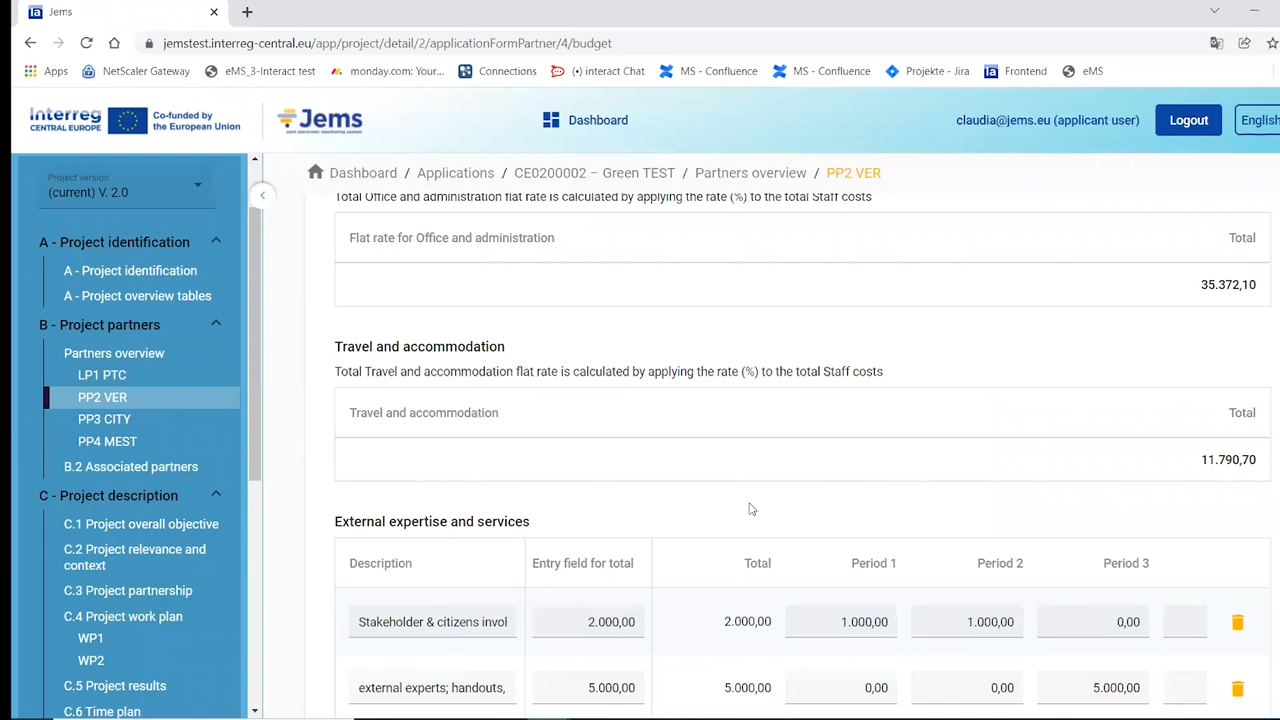 Jems
jemstest.interreg-central.eu/app/project/detail/2/applicationFormPartner/4/budget
Apps NetScaler Gateway eMS_3-Interact test monday.com: Your... Connections (•) interact Chat MS - Confluence MS - Confluence Projekte - Jira Frontend eMS
Interreg CENTRAL EUROPE
Co-funded by the European Union
Jems
joint electronic monitoring system
Dashboard
claudia@jems.eu (applicant user)
Logout
English
Project version
(current) V. 2.0
A - Project identification
A - Project identification
A - Project overview tables
B - Project partners
Partners overview
LP1 PTC
PP2 VER
PP3 CITY
PP4 MEST
B.2 Associated partners
C - Project description
C.1 Project overall objective
C.2 Project relevance and
context
C.3 Project partnership
C.4 Project work plan
WP1
WP2
C.5 Project results
C.6 Time plan
Dashboard / Applications / CE0200002 – Green TEST / Partners overview / PP2 VER
Total Office and administration flat rate is calculated by applying the rate (%) to the total Staff costs
Flat rate for Office and administration Total
35.372,10
Travel and accommodation
Total Travel and accommodation flat rate is calculated by applying the rate (%) to the total Staff costs
Travel and accommodation Total
11.790,70
External expertise and services
Description Entry field for total Total Period 1 Period 2 Period 3
Stakeholder & citizens invol 2.000,00 2.000,00 1.000,00 1.000,00 0,00
external experts; handouts, 5.000,00 5.000,00 0,00 0,00 5.000,00